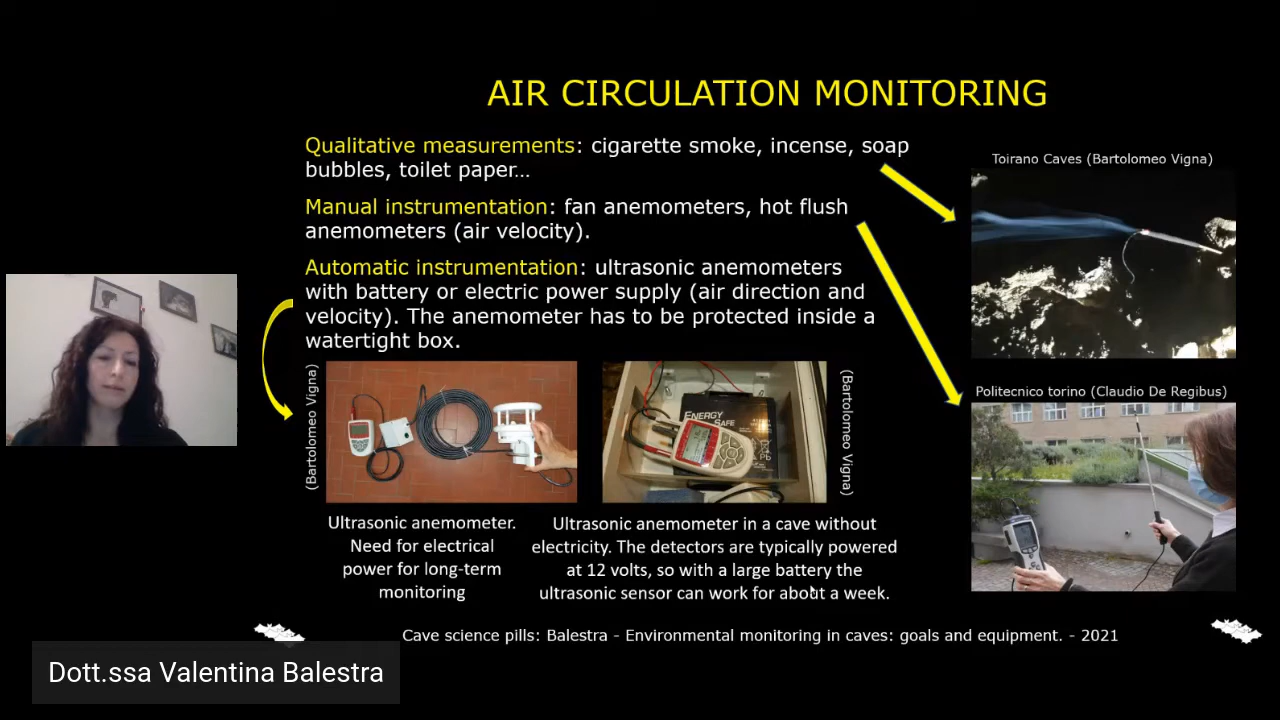 AIR CIRCULATION MONITORING
Qualitative measurements: cigarette smoke, incense, soap
bubbles, toilet paper...
Manual instrumentation: fan anemometers, hot flush
anemometers (air velocity).
Automatic instrumentation: ultrasonic anemometers
with battery or electric power supply (air direction and
velocity). The anemometer has to be protected inside a
watertight box.
Toirano Caves (Bartolomeo Vigna)
Politecnico torino (Claudio De Regibus)
(Bartolomeo Vigna)
ENERGY
SAFE
Pb
(Bartolomeo Vigna)
Ultrasonic anemometer.
Need for electrical
power for long-term
monitoring
Ultrasonic anemometer in a cave without
electricity. The detectors are typically powered
at 12 volts, so with a large battery the
ultrasonic sensor can work for about a week.
Cave science pills: Balestra - Environmental monitoring in caves: goals and equipment. - 2021
Dott.ssa Valentina Balestra